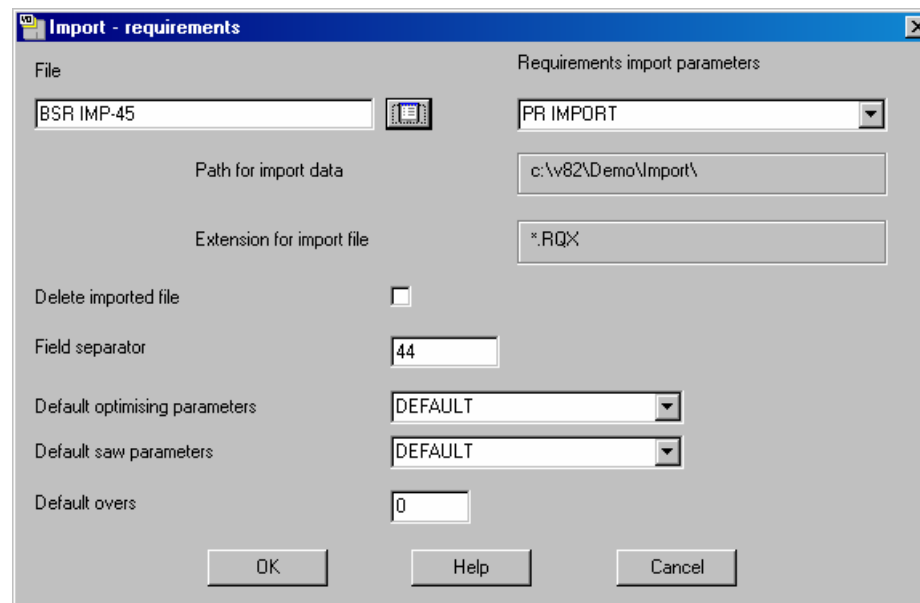 Import - requirements
File
Requirements import parameters
BSR IMP-45
PR IMPORT
Path for import data
c:\v82\Demo\Import\
Extension for import file
*.RQX
Delete imported file
Field separator
44
Default optimising parameters
DEFAULT
Default saw parameters
DEFAULT
Default overs
0
OK
Help
Cancel